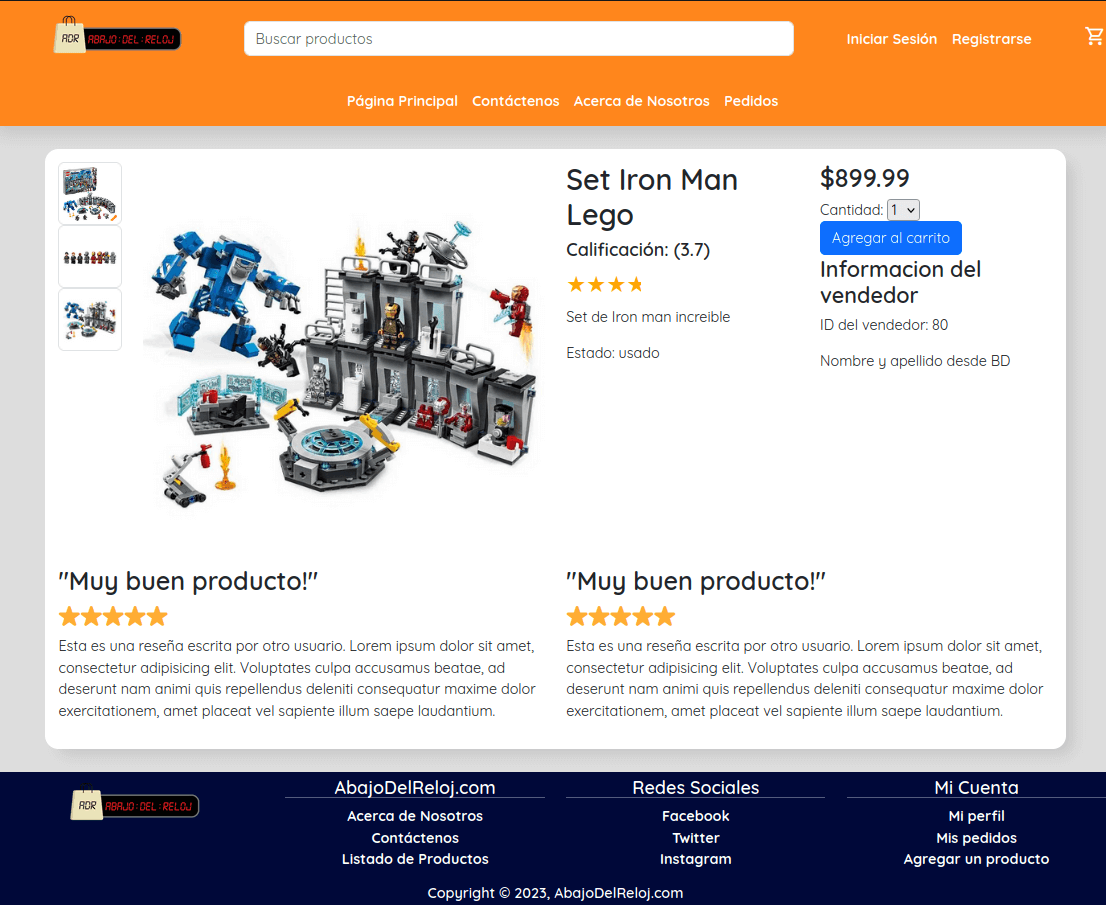 ADR ABAJO:DEL:RELOJ
Buscar productos
Iniciar Sesión Registrarse
Página Principal Contáctenos Acerca de Nosotros Pedidos
Set Iron Man
Lego
Calificación: (3.7)
Set de Iron man increible
Estado: usado
$899.99
Cantidad: 1
Agregar al carrito
Informacion del
vendedor
ID del vendedor: 80
Nombre y apellido desde BD
"Muy buen producto!"
Esta es una reseña escrita por otro usuario. Lorem ipsum dolor sit amet,
consectetur adipisicing elit. Voluptates culpa accusamus beatae, ad
deserunt nam animi quis repellendus deleniti consequatur maxime dolor
exercitationem, amet placeat vel sapiente illum saepe laudantium.
"Muy buen producto!"
Esta es una reseña escrita por otro usuario. Lorem ipsum dolor sit amet,
consectetur adipisicing elit. Voluptates culpa accusamus beatae, ad
deserunt nam animi quis repellendus deleniti consequatur maxime dolor
exercitationem, amet placeat vel sapiente illum saepe laudantium.
ADR ABAJO:DEL:RELOJ
AbajoDelReloj.com
Acerca de Nosotros
Contáctenos
Listado de Productos
Redes Sociales
Facebook
Twitter
Instagram
Mi Cuenta
Mi perfil
Mis pedidos
Agregar un producto
Copyright © 2023, AbajoDelReloj.com